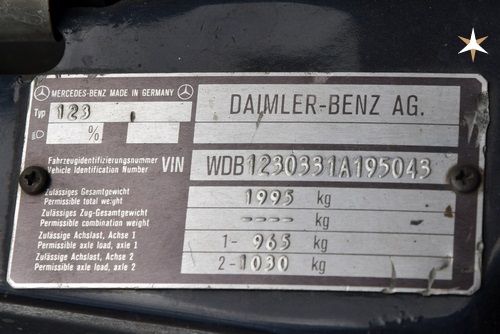 MERCEDES-BENZ MADE IN GERMANY
DAIMLER-BENZ AG.
Typ 123
%
Fahrzeugidentifizierungsnummer
Vehicle Identification Number
VIN WDB1230331A195043
Zulässiges Gesamtgewicht
Permissible total weight
1995 kg
Zulässiges Zug-Gesamtgewicht
Permissible combination weight
---- kg
Zulässige Achslast, Achse 1
Permissible axle load, axle 1
1- 965 kg
Zulässige Achslast, Achse 2
Permissible axle load, axle 2
2- 1030 kg